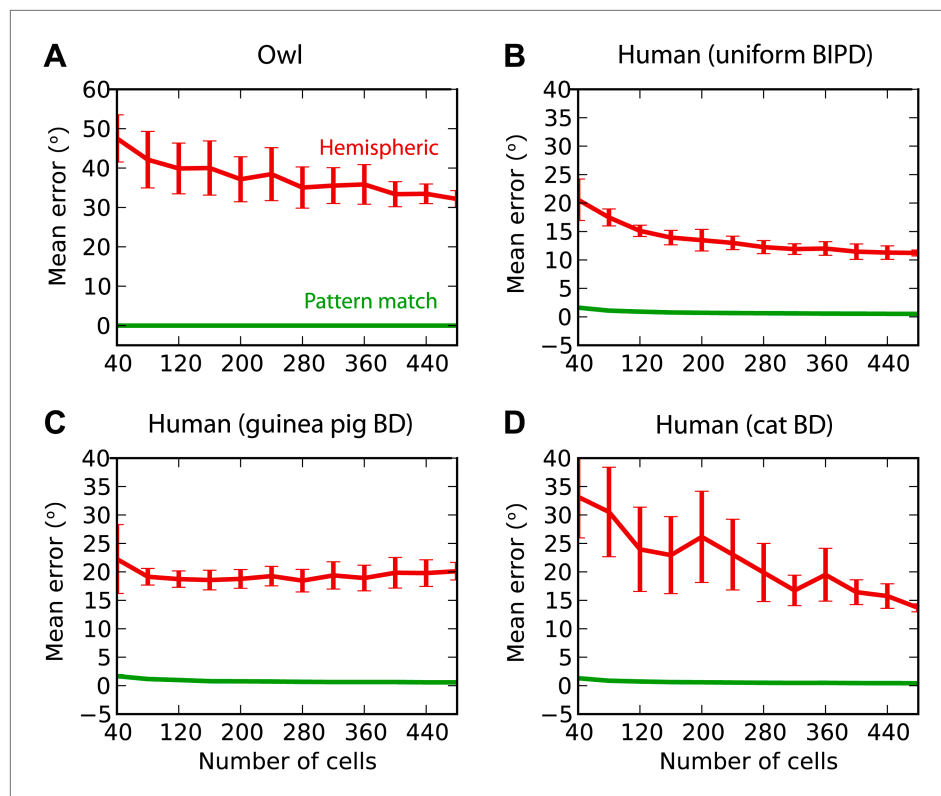 A
Owl
Mean error (°)
60
50
40
30
20
10
0
Hemispheric
Pattern match
40 120 200 280 360 440
B
Human (uniform BIPD)
Mean error (°)
40
35
30
25
20
15
10
5
0
−5
40 120 200 280 360 440
C
Human (guinea pig BD)
Mean error (°)
40
35
30
25
20
15
10
5
0
−5
40 120 200 280 360 440
Number of cells
D
Human (cat BD)
Mean error (°)
40
35
30
25
20
15
10
5
0
−5
40 120 200 280 360 440
Number of cells